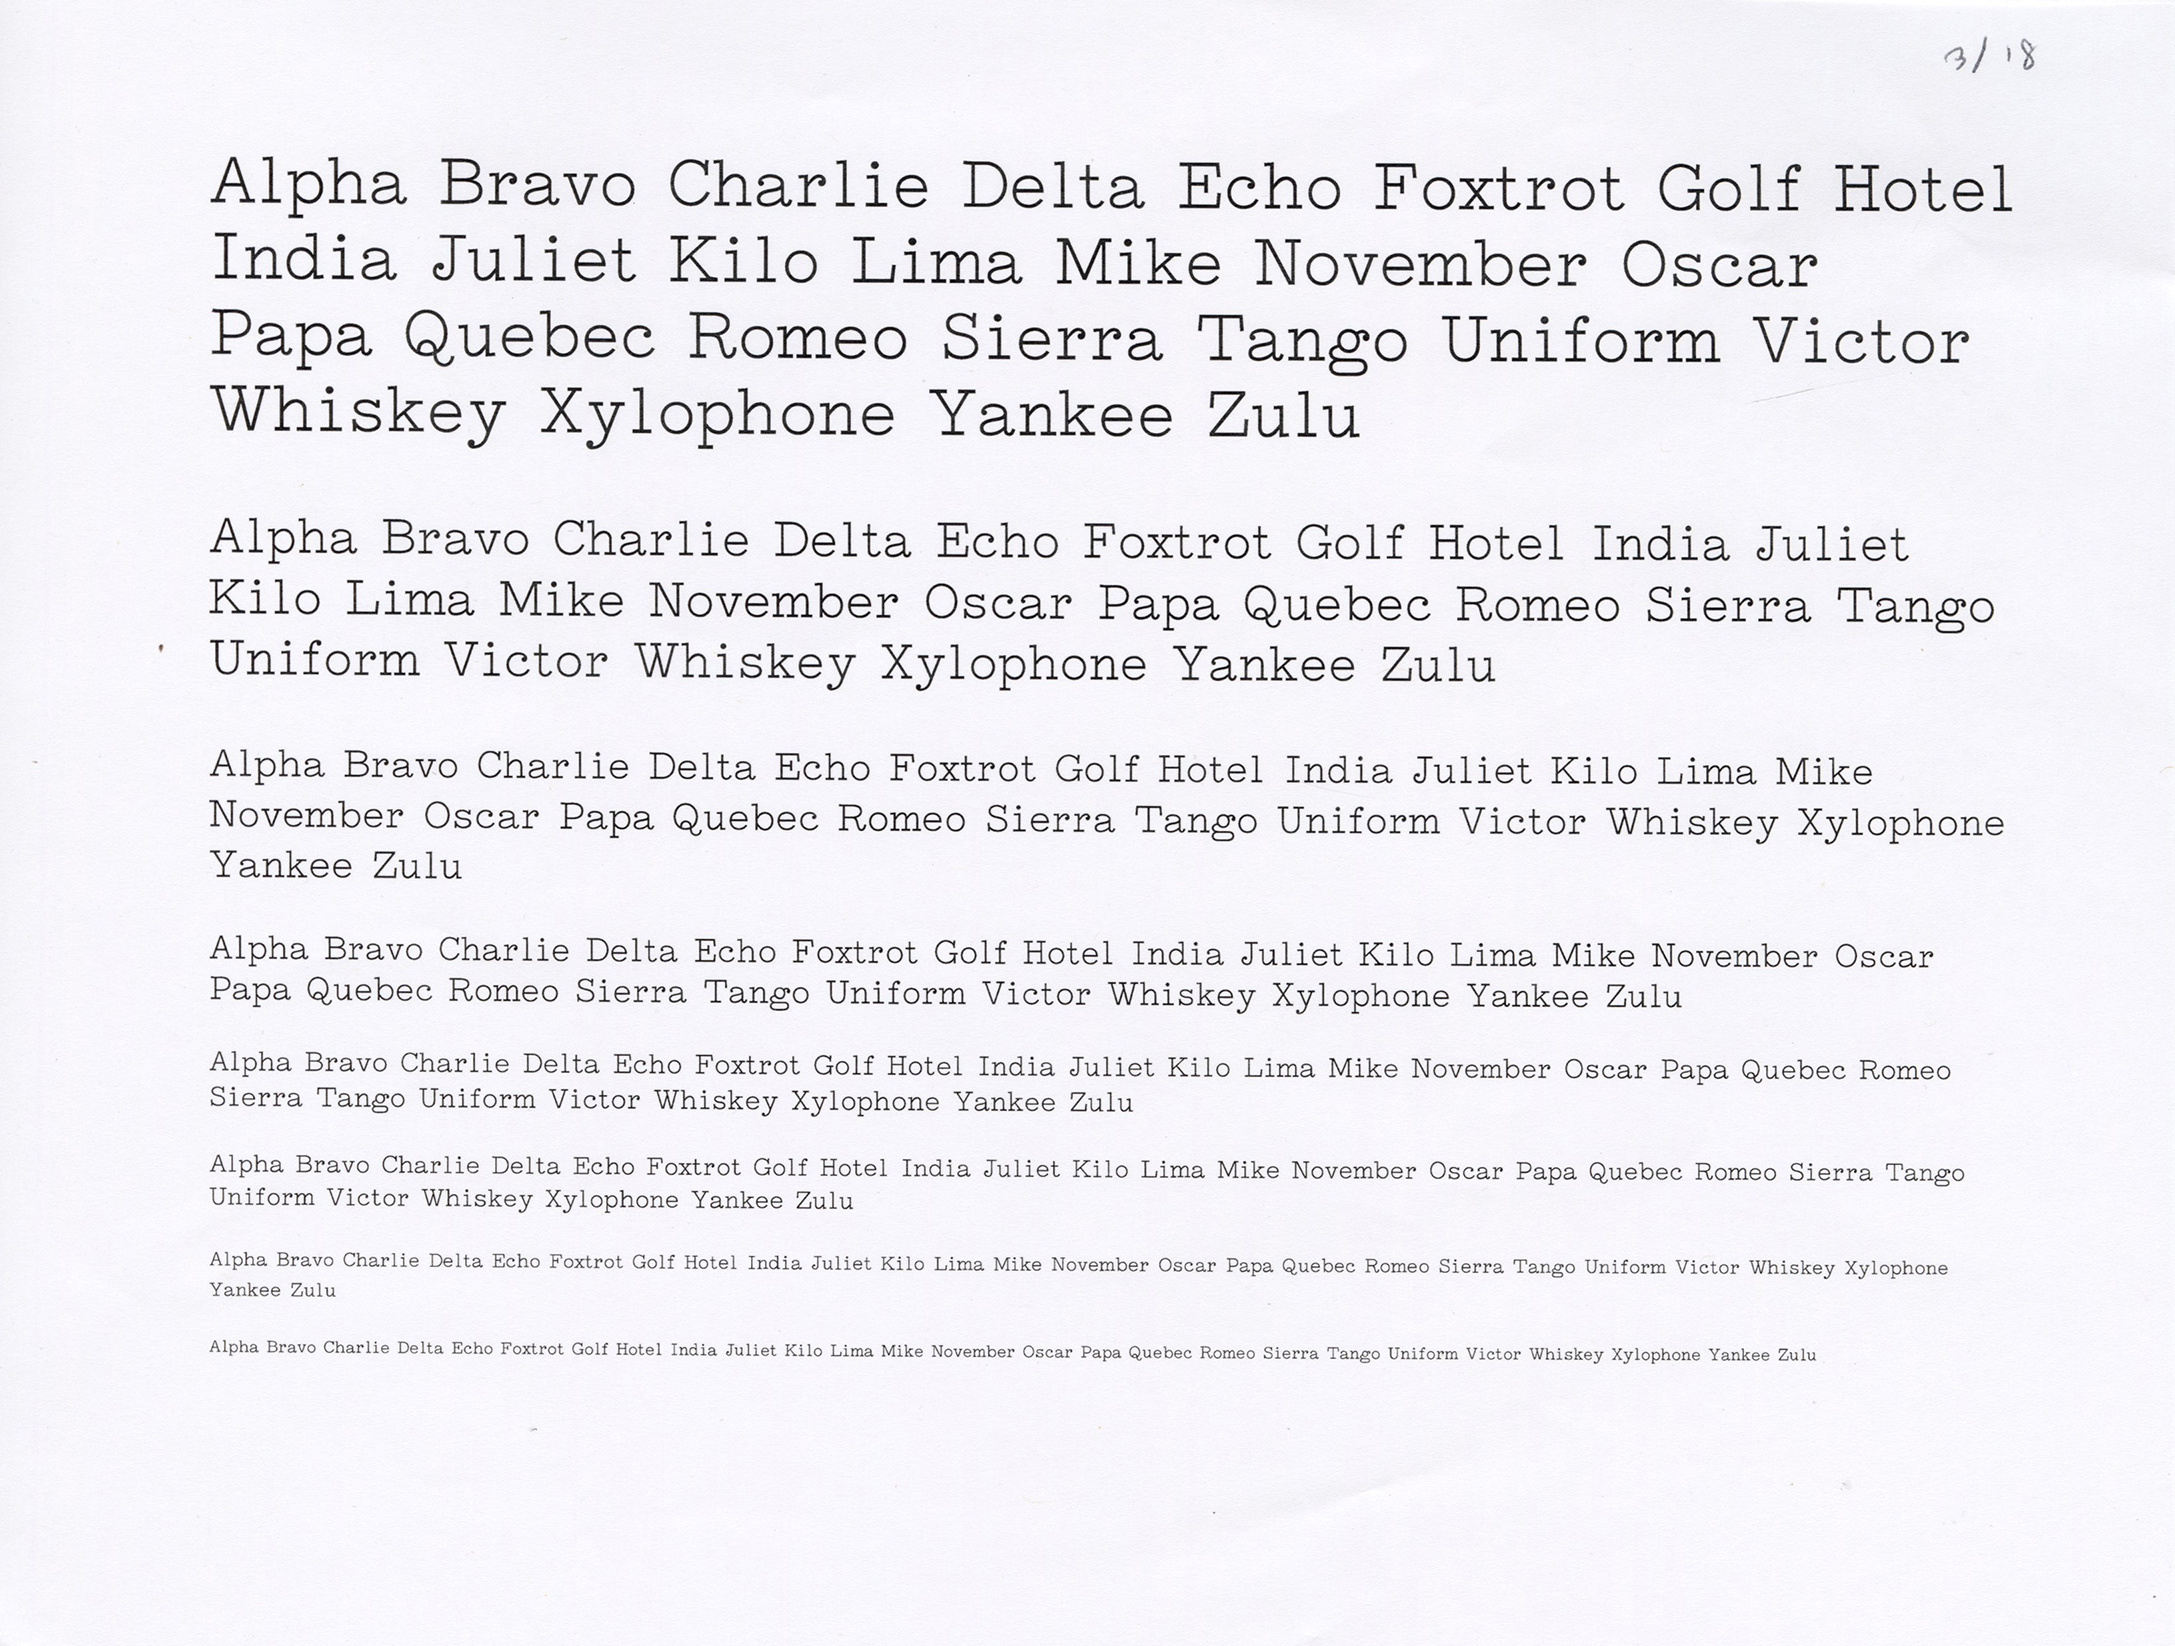 3/18
Alpha Bravo Charlie Delta Echo Foxtrot Golf Hotel
India Juliet Kilo Lima Mike November Oscar
Papa Quebec Romeo Sierra Tango Uniform Victor
Whiskey Xylophone Yankee Zulu
Alpha Bravo Charlie Delta Echo Foxtrot Golf Hotel India Juliet
Kilo Lima Mike November Oscar Papa Quebec Romeo Sierra Tango
Uniform Victor Whiskey Xylophone Yankee Zulu
Alpha Bravo Charlie Delta Echo Foxtrot Golf Hotel India Juliet Kilo Lima Mike
November Oscar Papa Quebec Romeo Sierra Tango Uniform Victor Whiskey Xylophone
Yankee Zulu
Alpha Bravo Charlie Delta Echo Foxtrot Golf Hotel India Juliet Kilo Lima Mike November Oscar
Papa Quebec Romeo Sierra Tango Uniform Victor Whiskey Xylophone Yankee Zulu
Alpha Bravo Charlie Delta Echo Foxtrot Golf Hotel India Juliet Kilo Lima Mike November Oscar Papa Quebec Romeo
Sierra Tango Uniform Victor Whiskey Xylophone Yankee Zulu
Alpha Bravo Charlie Delta Echo Foxtrot Golf Hotel India Juliet Kilo Lima Mike November Oscar Papa Quebec Romeo Sierra Tango
Uniform Victor Whiskey Xylophone Yankee Zulu
Alpha Bravo Charlie Delta Echo Foxtrot Golf Hotel India Juliet Kilo Lima Mike November Oscar Papa Quebec Romeo Sierra Tango Uniform Victor Whiskey Xylophone
Yankee Zulu
Alpha Bravo Charlie Delta Echo Foxtrot Golf Hotel India Juliet Kilo Lima Mike November Oscar Papa Quebec Romeo Sierra Tango Uniform Victor Whiskey Xylophone Yankee Zulu